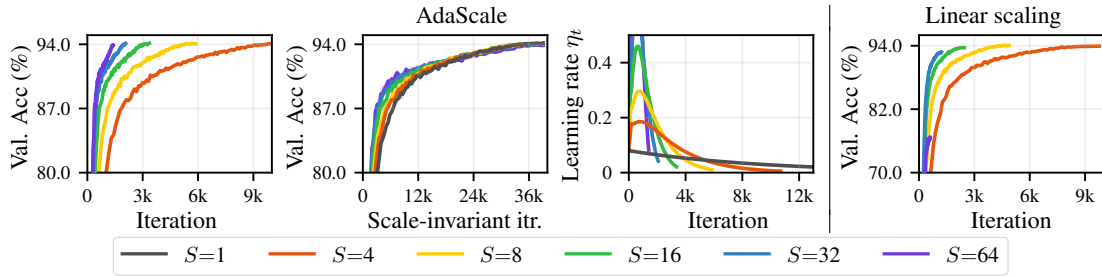 AdaScale
Linear scaling
Val. Acc (%)
94.0
87.0
80.0
0
3k
6k
9k
Iteration
Val. Acc (%)
94.0
87.0
80.0
0
12k
24k
36k
Scale-invariant itr.
Learning rate ηt
0.4
0.2
0
0
4k
8k
12k
Iteration
Val. Acc (%)
94.0
82.0
70.0
0
3k
6k
9k
Iteration
S=1
S=4
S=8
S=16
S=32
S=64